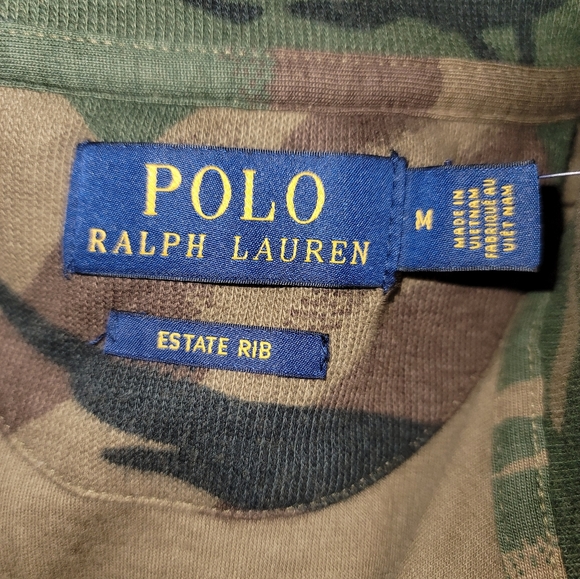 POLO
RALPH LAUREN
M
MADE IN
VIETNAM
FABRIQUÉ AU
VIET NAM
ESTATE RIB